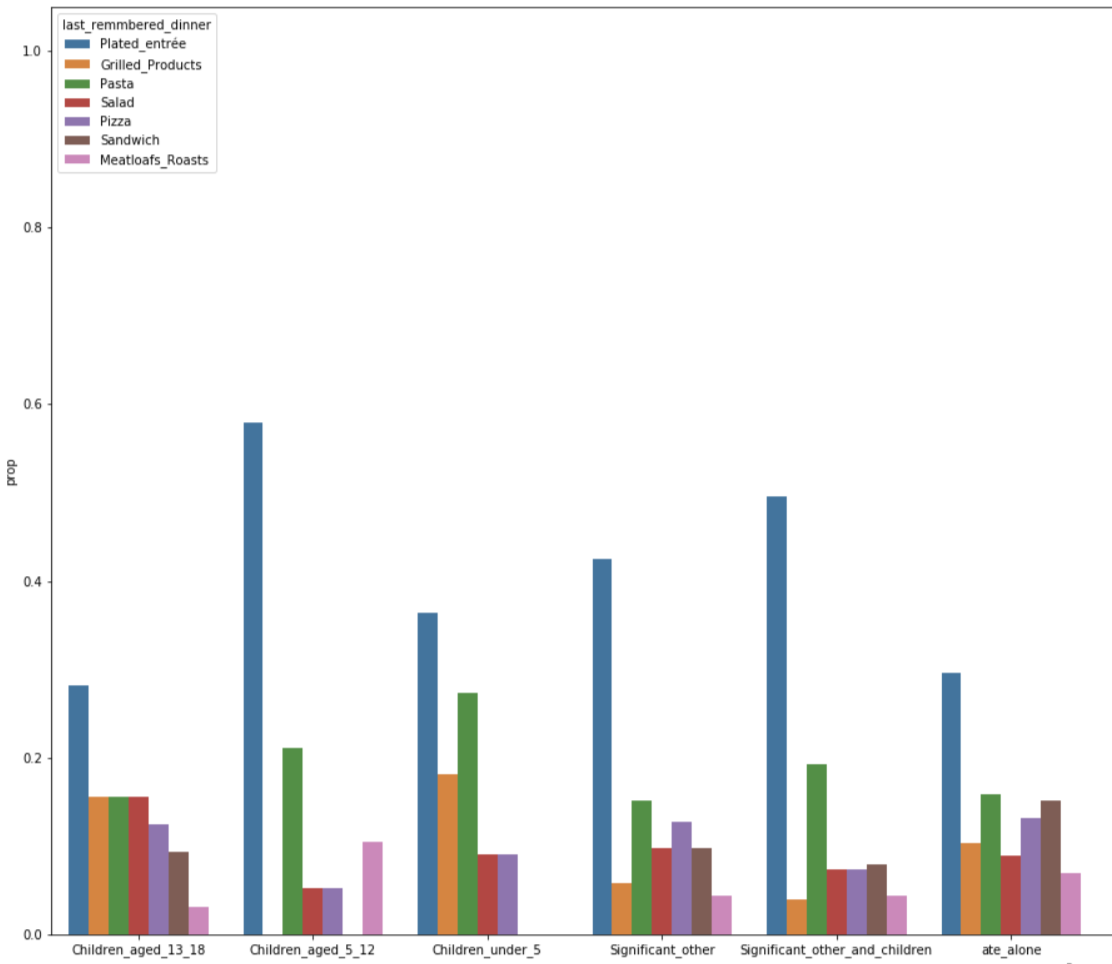 last_remmbered_dinner
Plated_entrée
Grilled_Products
Pasta
Salad
Pizza
Sandwich
Meatloafs_Roasts
1.0
0.8
0.6
0.4
0.2
0.0
prop
Children_aged_13_18 Children_aged_5_12 Children_under_5 Significant_other Significant_other_and_children ate_alone